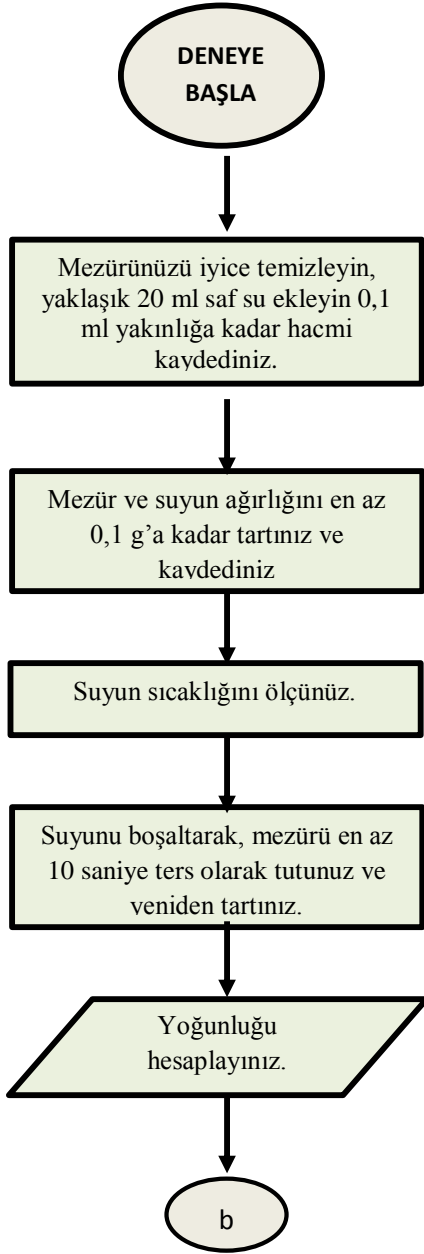 DENEYE
BAŞLA
Mezürünüzü iyice temizleyin,
yaklaşık 20 ml saf su ekleyin 0,1
ml yakınlığa kadar hacmi
kaydediniz.
Mezür ve suyun ağırlığını en az
0,1 g’a kadar tartınız ve
kaydediniz
Suyun sıcaklığını ölçünüz.
Suyunu boşaltarak, mezürü en az
10 saniye ters olarak tutunuz ve
yeniden tartınız.
Yoğunluğu
hesaplayınız.
b